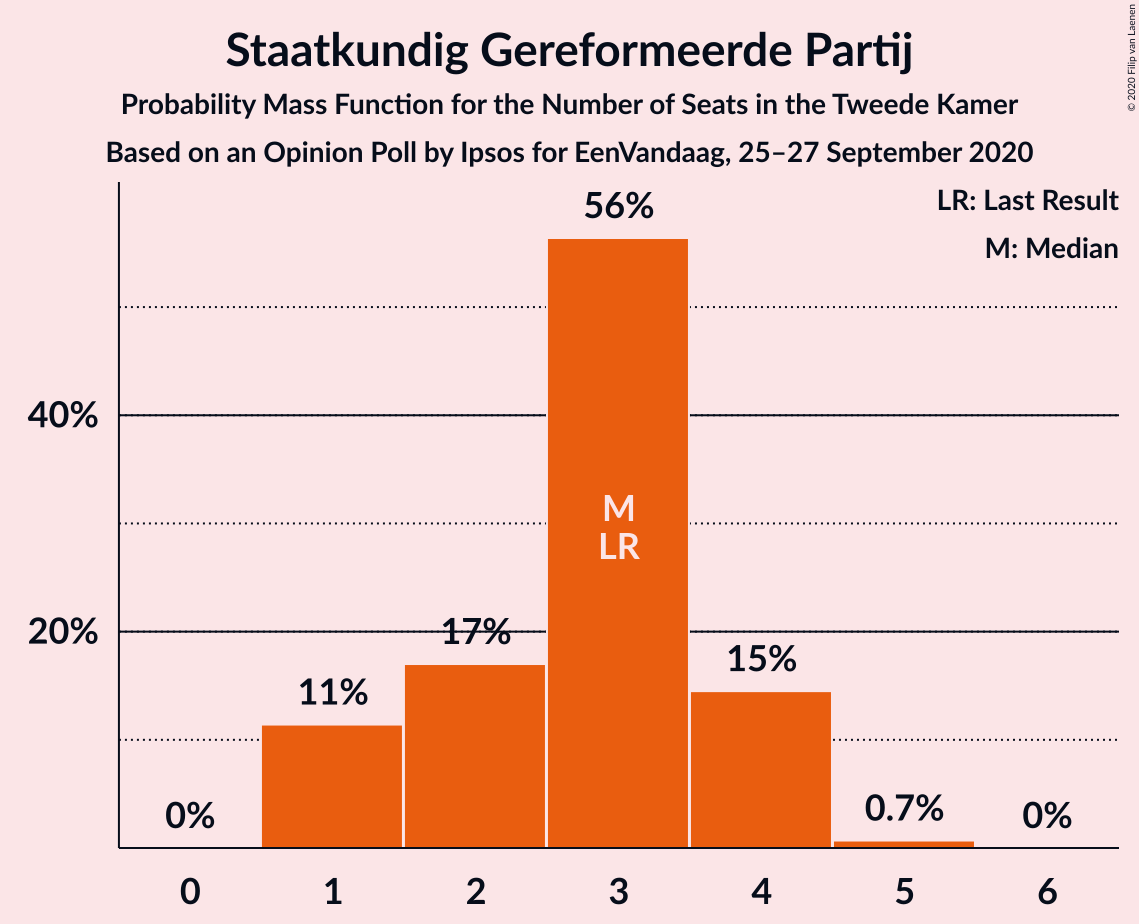 Staatkundig Gereformeerde Partij
Probability Mass Function for the Number of Seats in the Tweede Kamer
Based on an Opinion Poll by Ipsos for EenVandaag, 25–27 September 2020
© 2020 Filip van Laenen
LR: Last Result
M: Median
56%
40%
M
LR
20%
17%
15%
11%
0%
0.7%
0%
0 1 2 3 4 5 6